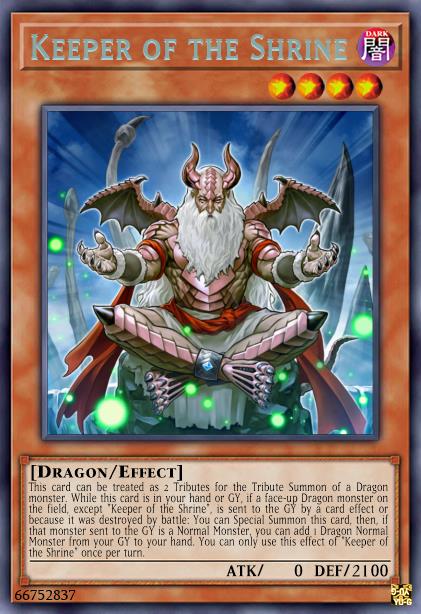 KEEPER OF THE SHRINE
DARK
闇
[DRAGON/EFFECT]
This card can be treated as 2 Tributes for the Tribute Summon of a Dragon
monster. While this card is in your hand or GY, if a face-up Dragon monster on
the field, except "Keeper of the Shrine", is sent to the GY by a card effect or
because it was destroyed by battle: You can Special Summon this card, then, if
that monster sent to the GY is a Normal Monster, you can add 1 Dragon Normal
Monster from your GY to your hand. You can only use this effect of "Keeper of
the Shrine" once per turn.
ATK/ 0 DEF/2100
66752837